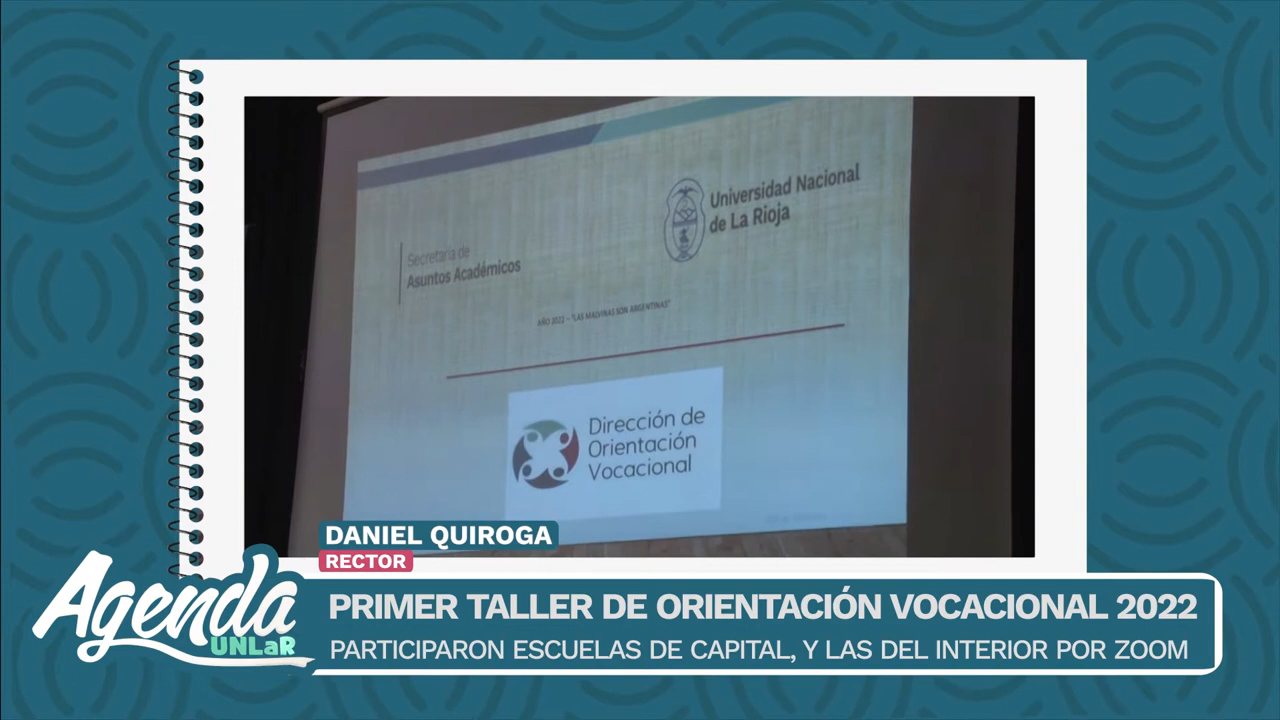 Universidad Nacional
de La Rioja
Secretaría de
Asuntos Académicos
AÑO 2022 – "LAS MALVINAS SON ARGENTINAS"
Dirección de
Orientación
Vocacional
DANIEL QUIROGA
RECTOR
Agenda
UNLaR
PRIMER TALLER DE ORIENTACIÓN VOCACIONAL 2022
PARTICIPARON ESCUELAS DE CAPITAL, Y LAS DEL INTERIOR POR ZOOM